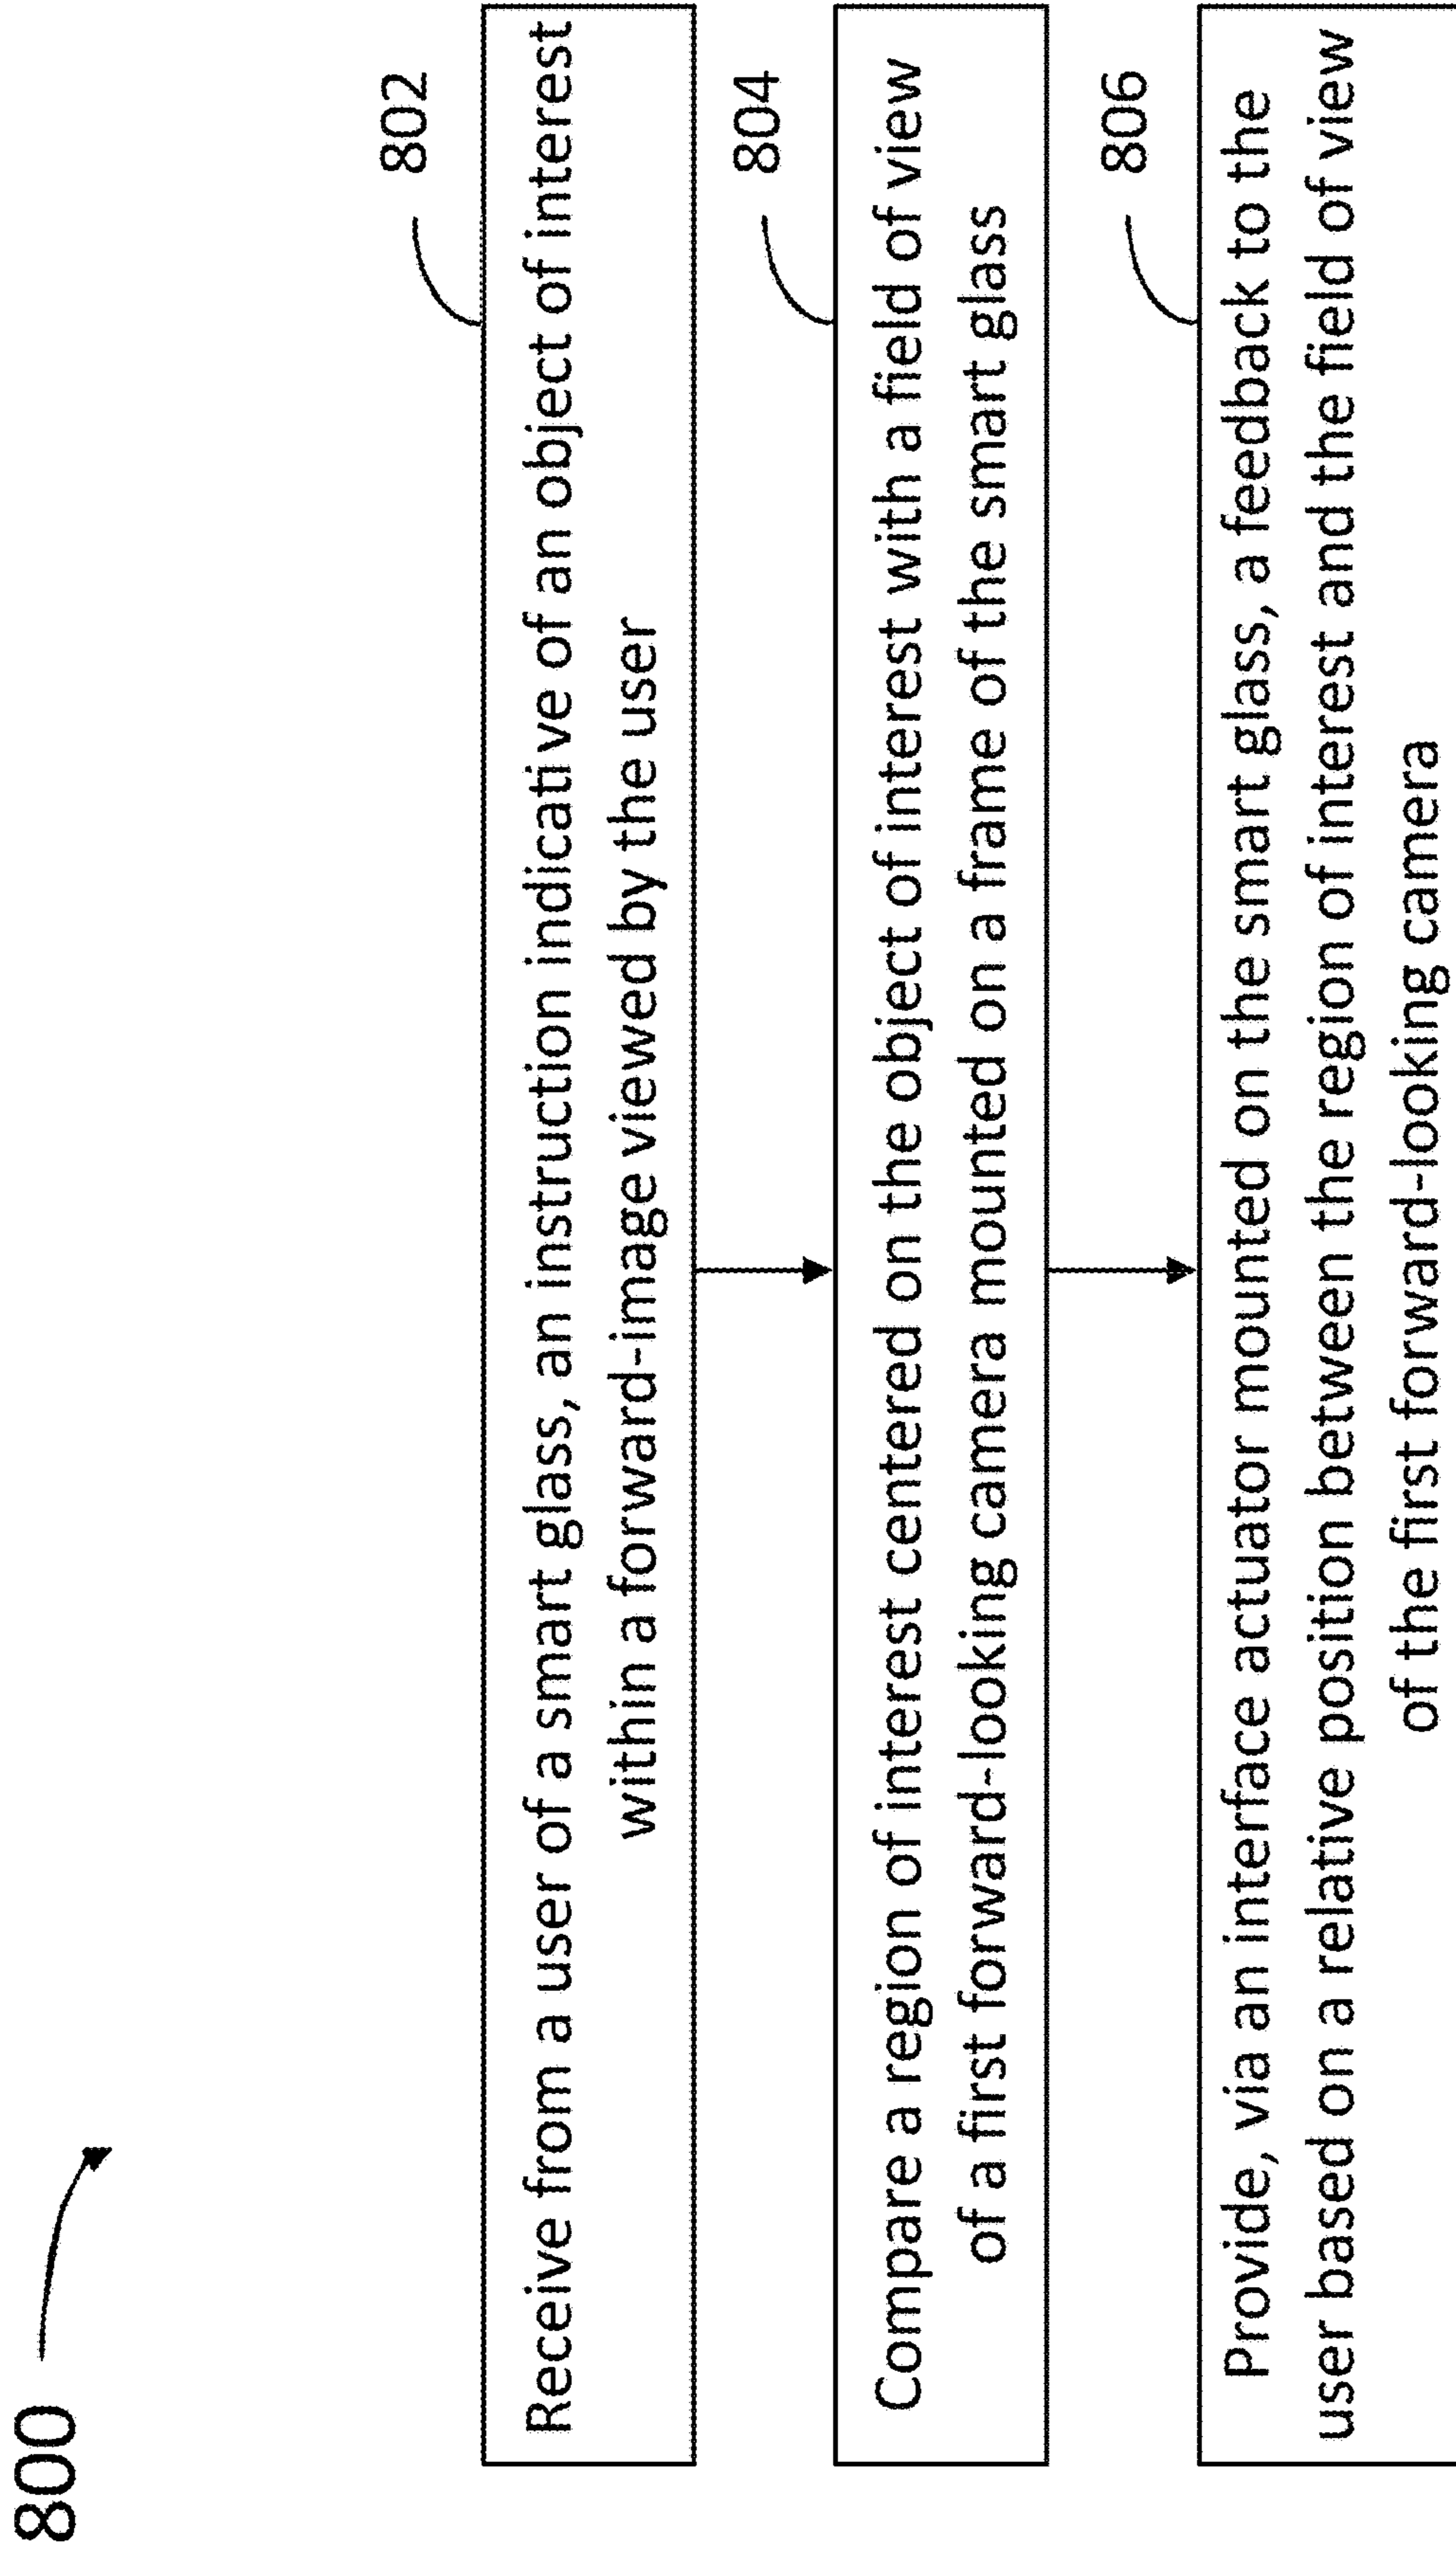 800
802
Receive from a user of a smart glass, an instruction indicative of an object of interest
within a forward-image viewed by the user
804
Compare a region of interest centered on the object of interest with a field of view
of a first forward-looking camera mounted on a frame of the smart glass
806
Provide, via an interface actuator mounted on the smart glass, a feedback to the
user based on a relative position between the region of interest and the field of view
of the first forward-looking camera